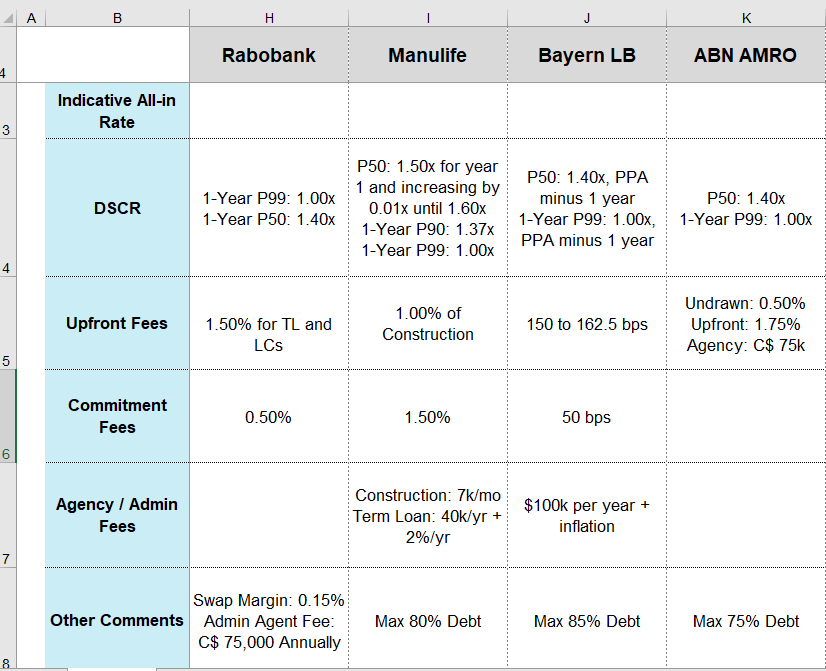 A B H I J K
4 Rabobank Manulife Bayern LB ABN AMRO
3 Indicative All-in
Rate
4 DSCR
1-Year P99: 1.00x
1-Year P50: 1.40x
P50: 1.50x for year
1 and increasing by
0.01x until 1.60x
1-Year P90: 1.37x
1-Year P99: 1.00x
P50: 1.40x, PPA
minus 1 year
1-Year P99: 1.00x,
PPA minus 1 year
P50: 1.40x
1-Year P99: 1.00x
5 Upfront Fees
1.50% for TL and
LCs
1.00% of
Construction
150 to 162.5 bps
Undrawn: 0.50%
Upfront: 1.75%
Agency: C$ 75k
6 Commitment
Fees
0.50%
1.50%
50 bps
7 Agency / Admin
Fees
Construction: 7k/mo
Term Loan: 40k/yr +
2%/yr
$100k per year +
inflation
8 Other Comments
Swap Margin: 0.15%
Admin Agent Fee:
C$ 75,000 Annually
Max 80% Debt
Max 85% Debt
Max 75% Debt